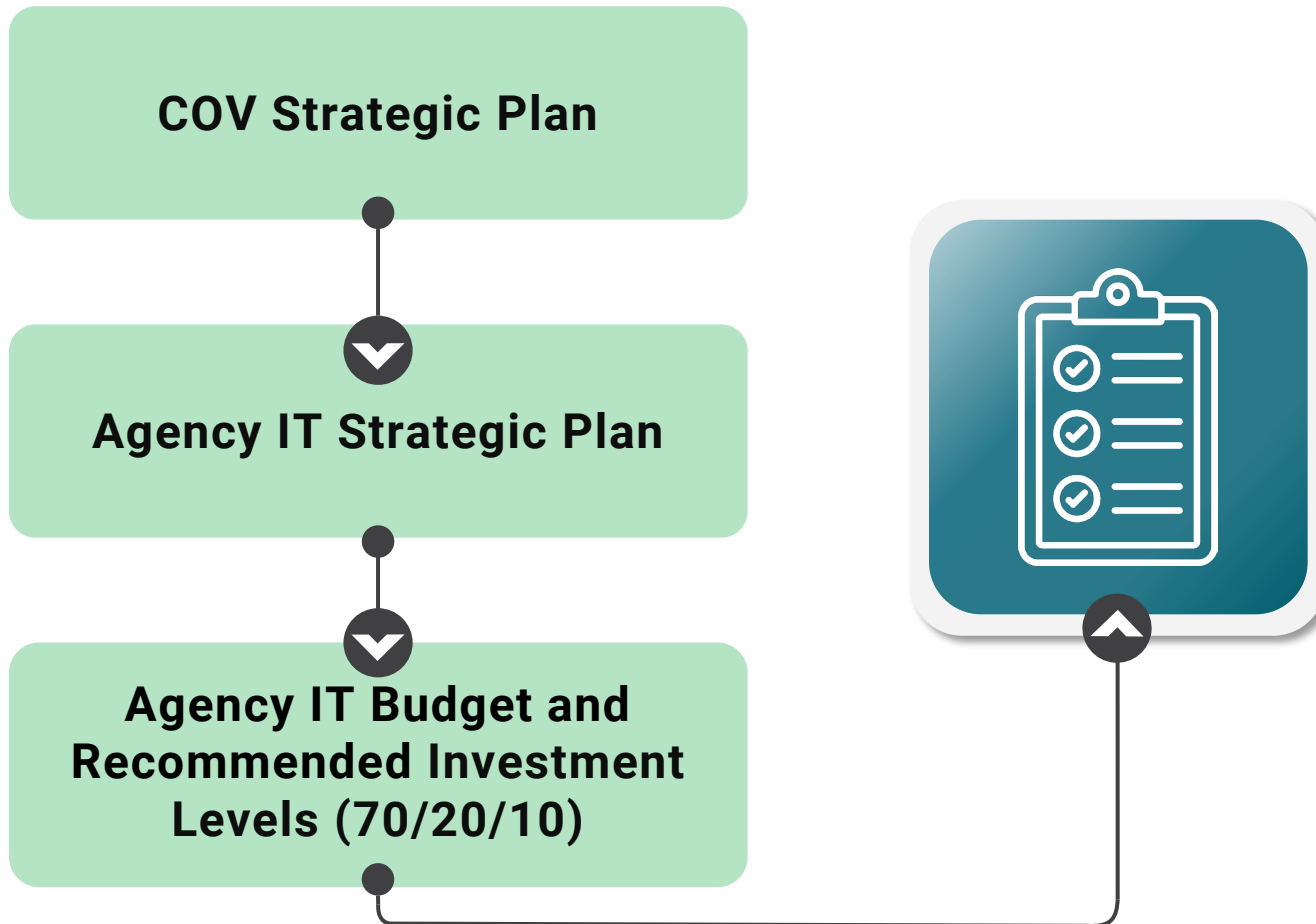 COV Strategic Plan
Agency IT Strategic Plan
Agency IT Budget and
Recommended Investment
Levels (70/20/10)